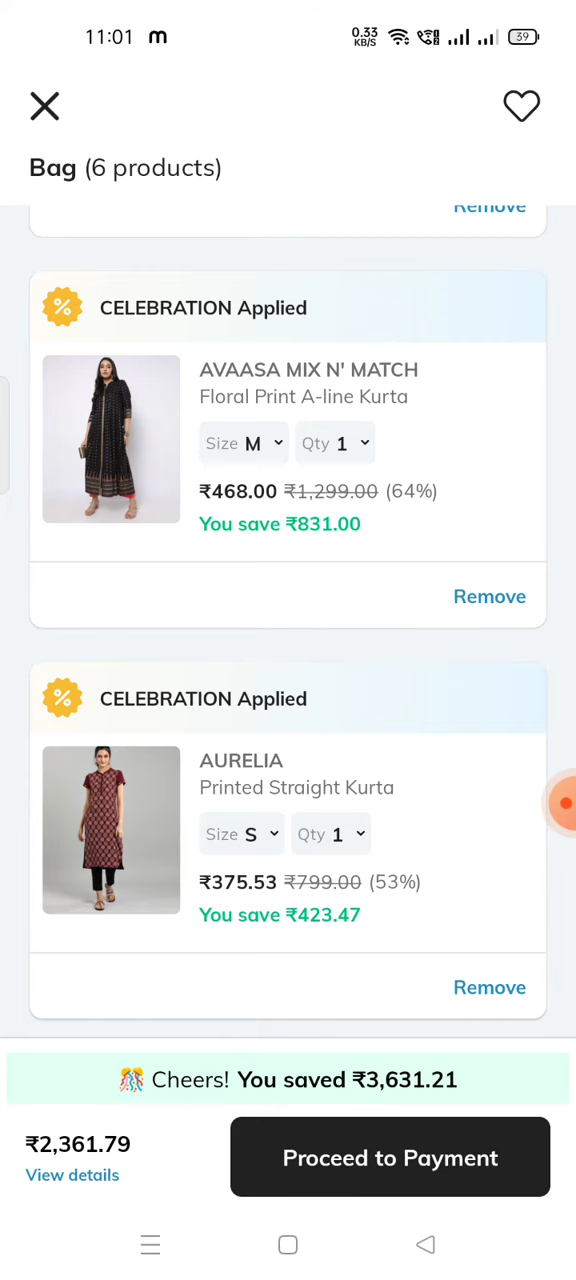 11:01 m 0.33 KB/S 39
Bag (6 products)
Remove
CELEBRATION Applied
AVAASA MIX N' MATCH
Floral Print A-line Kurta
Size M Qty 1
₹468.00 ₹1,299.00 (64%)
You save ₹831.00
Remove
CELEBRATION Applied
AURELIA
Printed Straight Kurta
Size S Qty 1
₹375.53 ₹799.00 (53%)
You save ₹423.47
Remove
Cheers! You saved ₹3,631.21
₹2,361.79
View details
Proceed to Payment